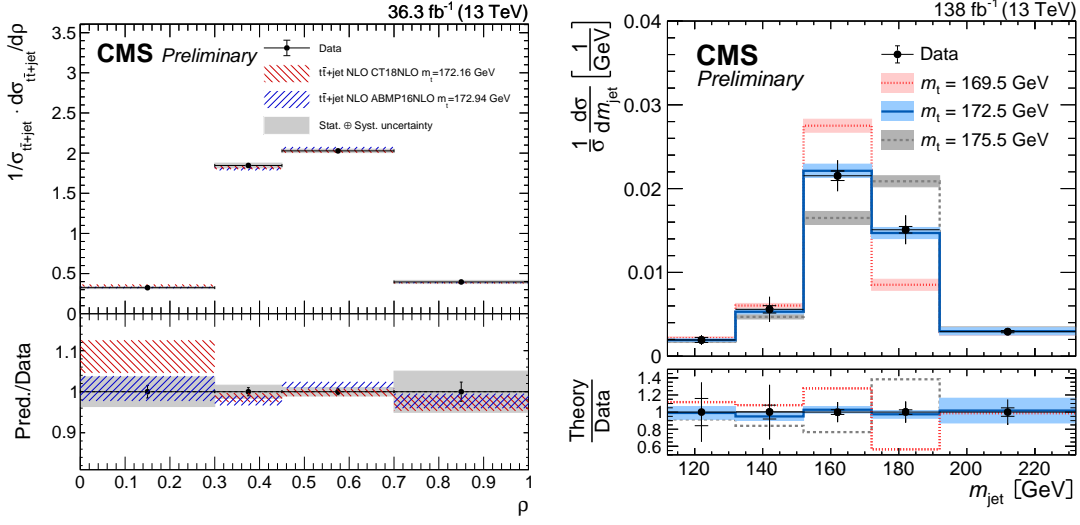 36.3 fb⁻¹ (13 TeV)
CMS Preliminary
Data
tt̄+jet NLO CT18NLO m_t=172.16 GeV
tt̄+jet NLO ABMP16NLO m_t=172.94 GeV
Stat. ⊕ Syst. uncertainty
1/σ_tt̄+jet · dσ_tt̄+jet/dρ
3.5
3
2.5
2
1.5
1
0.5
0
Pred./Data
1.1
1
0.9
0 0.1 0.2 0.3 0.4 0.5 0.6 0.7 0.8 0.9 1
ρ
138 fb⁻¹ (13 TeV)
CMS
Preliminary
Data
m_t = 169.5 GeV
m_t = 172.5 GeV
m_t = 175.5 GeV
1/σ dσ/dm_jet [1/GeV]
0.04
0.03
0.02
0.01
0
Theory/Data
1.4
1.2
1.0
0.8
0.6
120 140 160 180 200 220
m_jet [GeV]